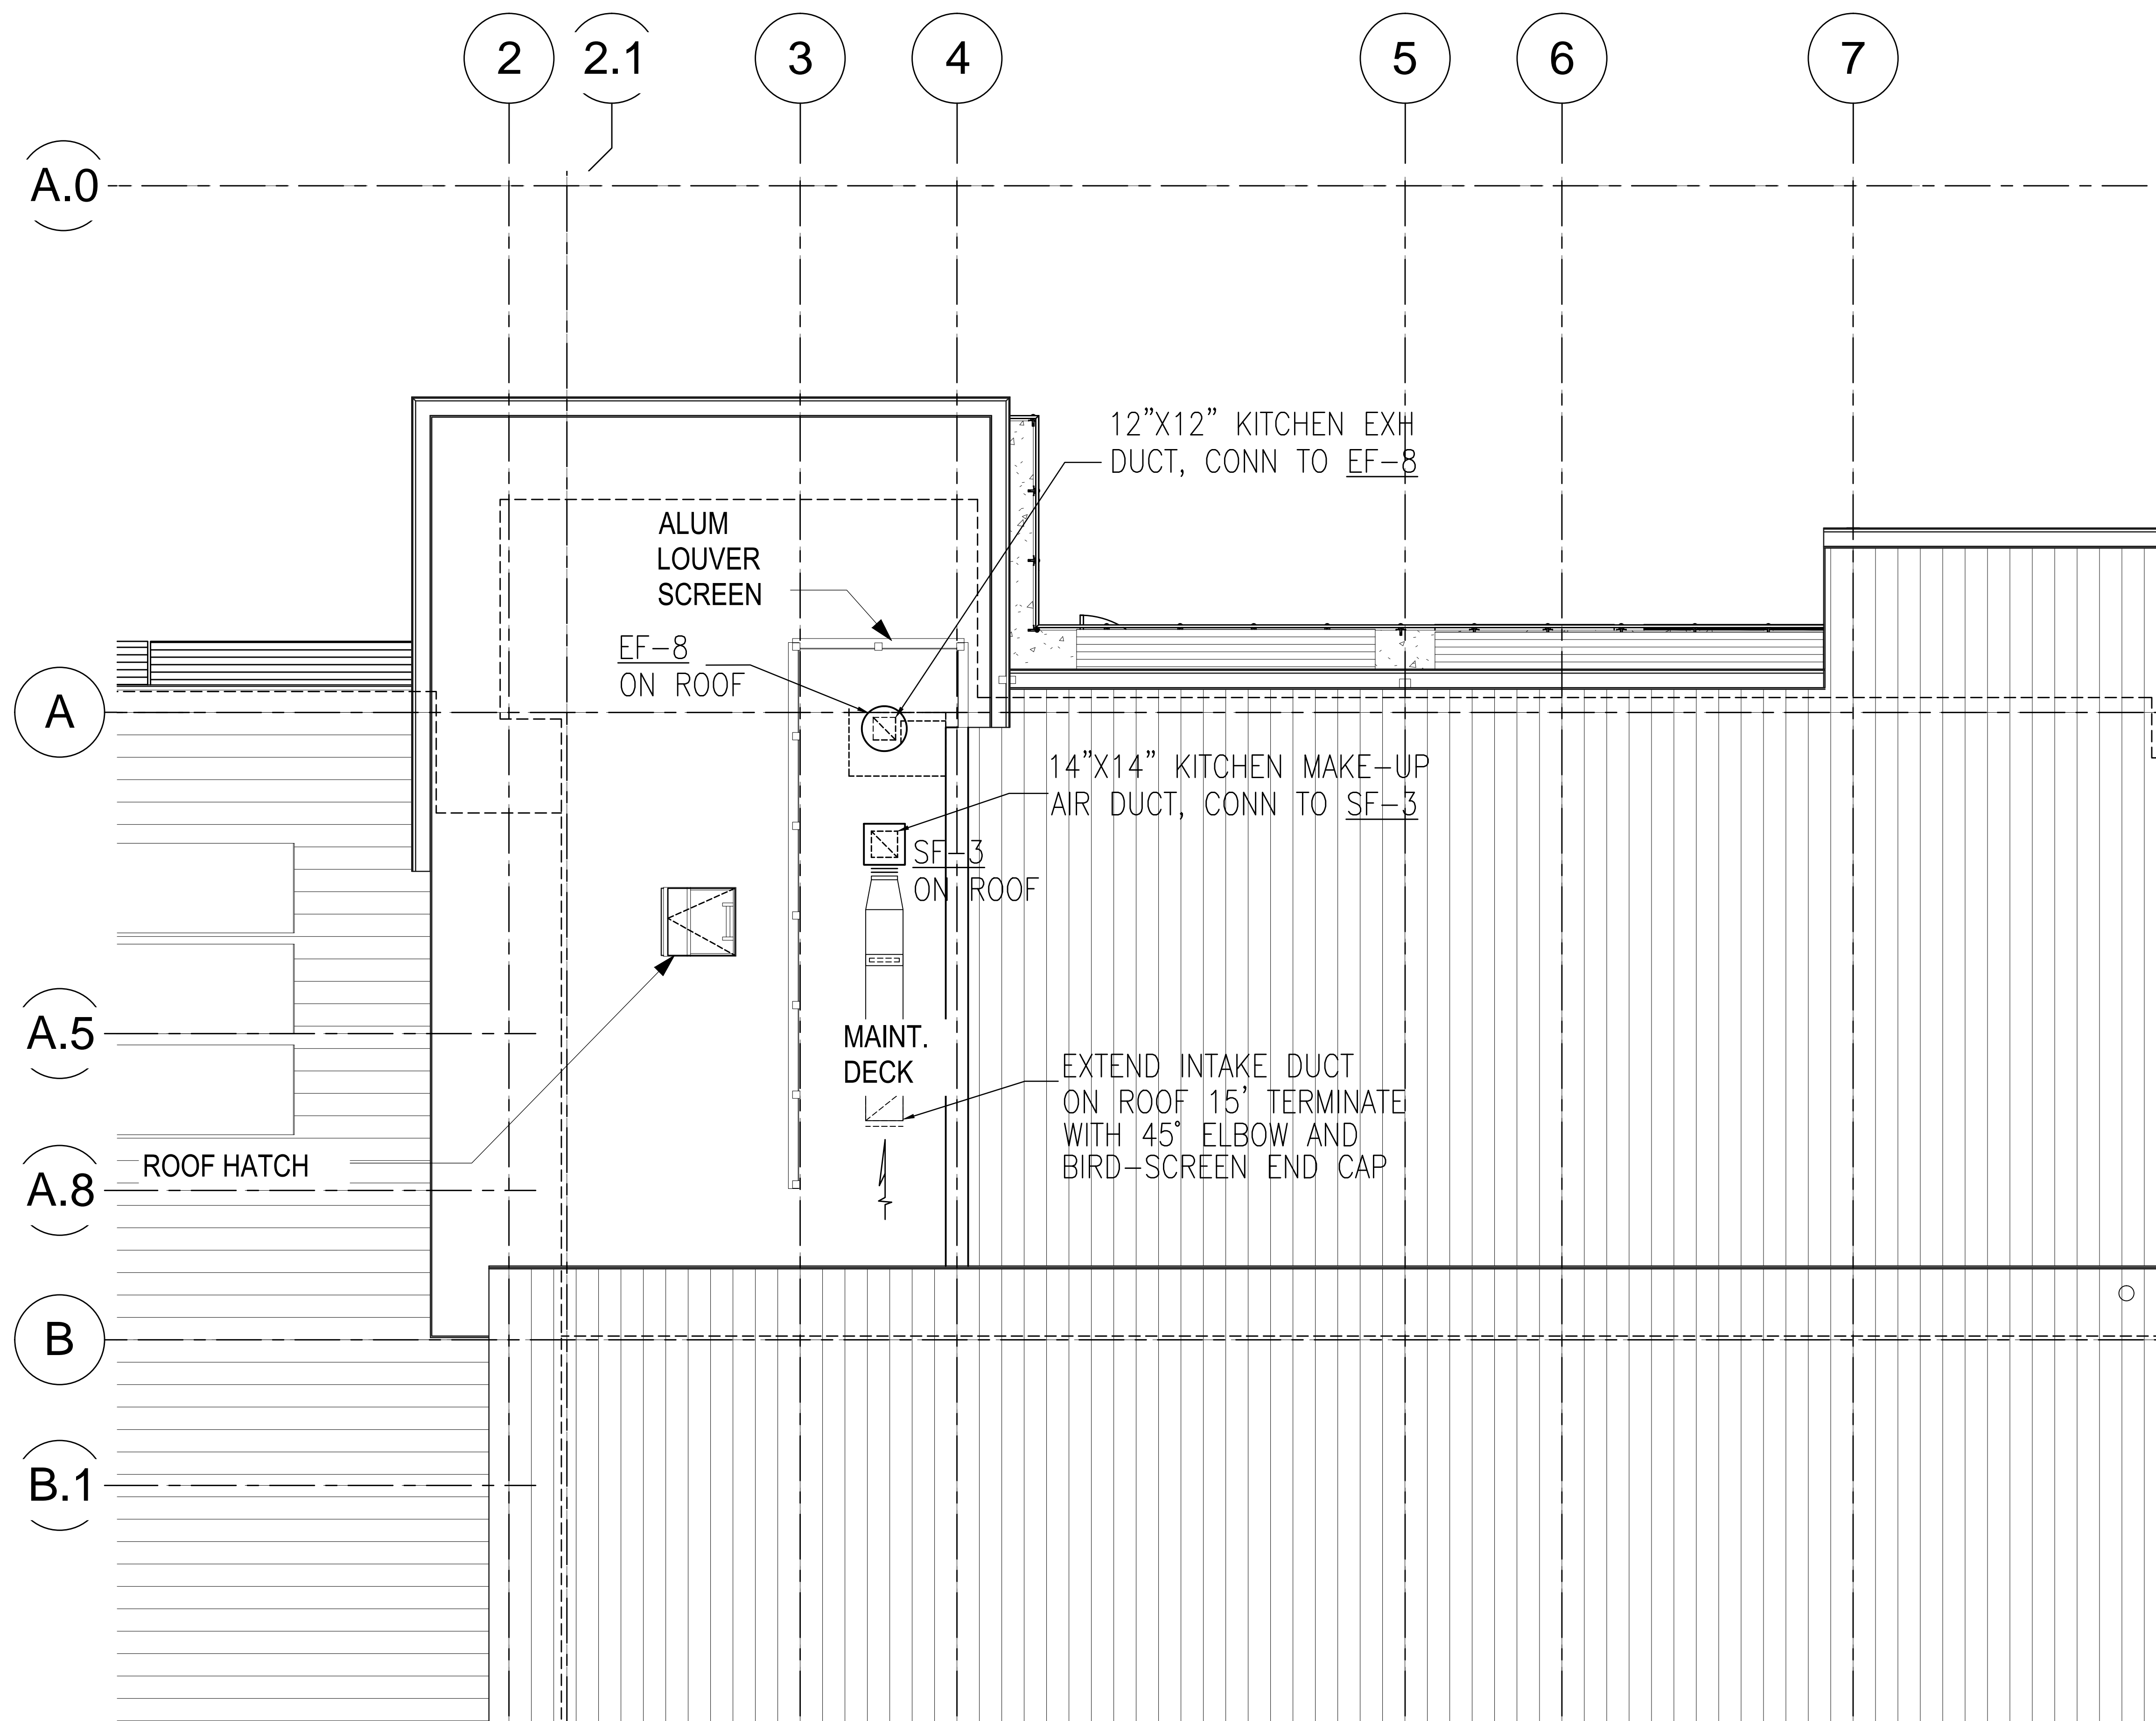 2
2.1
3
4
5
6
7
A.0
12”X12” KITCHEN EXH
DUCT, CONN TO EF-8
ALUM
LOUVER
SCREEN
EF-8
ON ROOF
A
14”X14” KITCHEN MAKE-UP
AIR DUCT, CONN TO SF-3
SF-3
ON ROOF
A.5
MAINT.
DECK
EXTEND INTAKE DUCT
ON ROOF 15’ TERMINATE
WITH 45° ELBOW AND
BIRD-SCREEN END CAP
ROOF HATCH
A.8
B
B.1